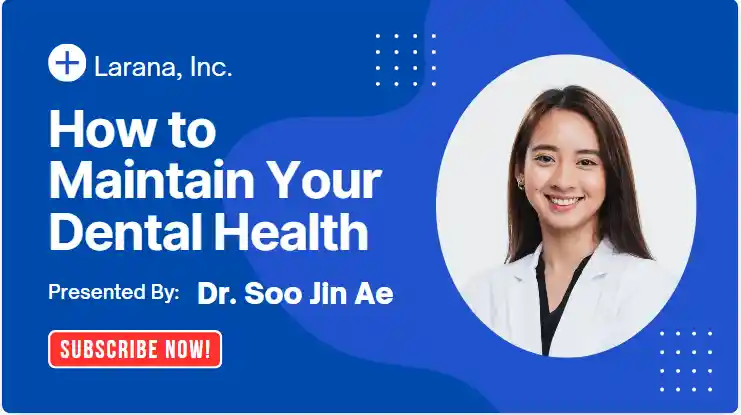 Larana, Inc.
How to
Maintain Your
Dental Health
Presented By: Dr. Soo Jin Ae
SUBSCRIBE NOW!